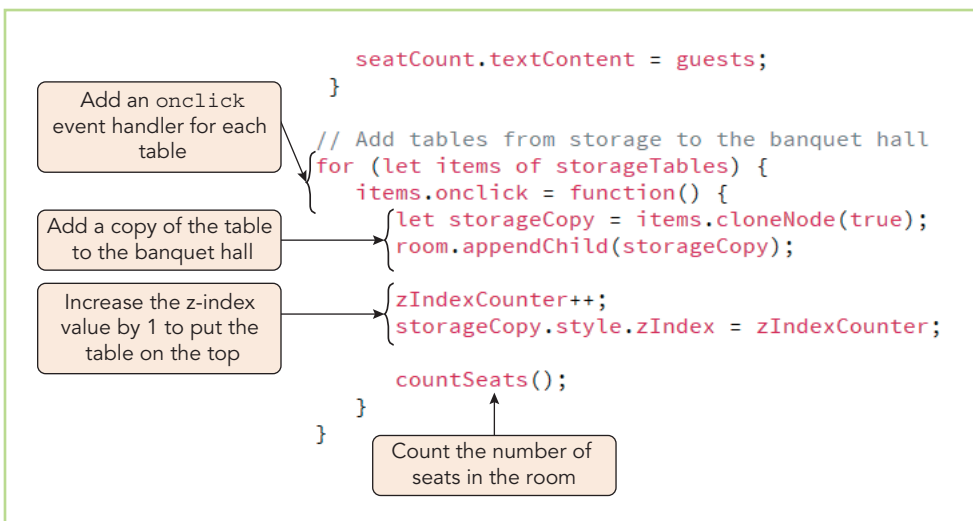 seatCount.textContent = guests;
}
Add an onclick
event handler for each
table
// Add tables from storage to the banquet hall
for (let items of storageTables) {
items.onclick = function() {
Add a copy of the table
to the banquet hall
let storageCopy = items.cloneNode(true);
room.appendChild(storageCopy);
Increase the z-index
value by 1 to put the
table on the top
zIndexCounter++;
storageCopy.style.zIndex = zIndexCounter;
countSeats();
}
}
Count the number of
seats in the room